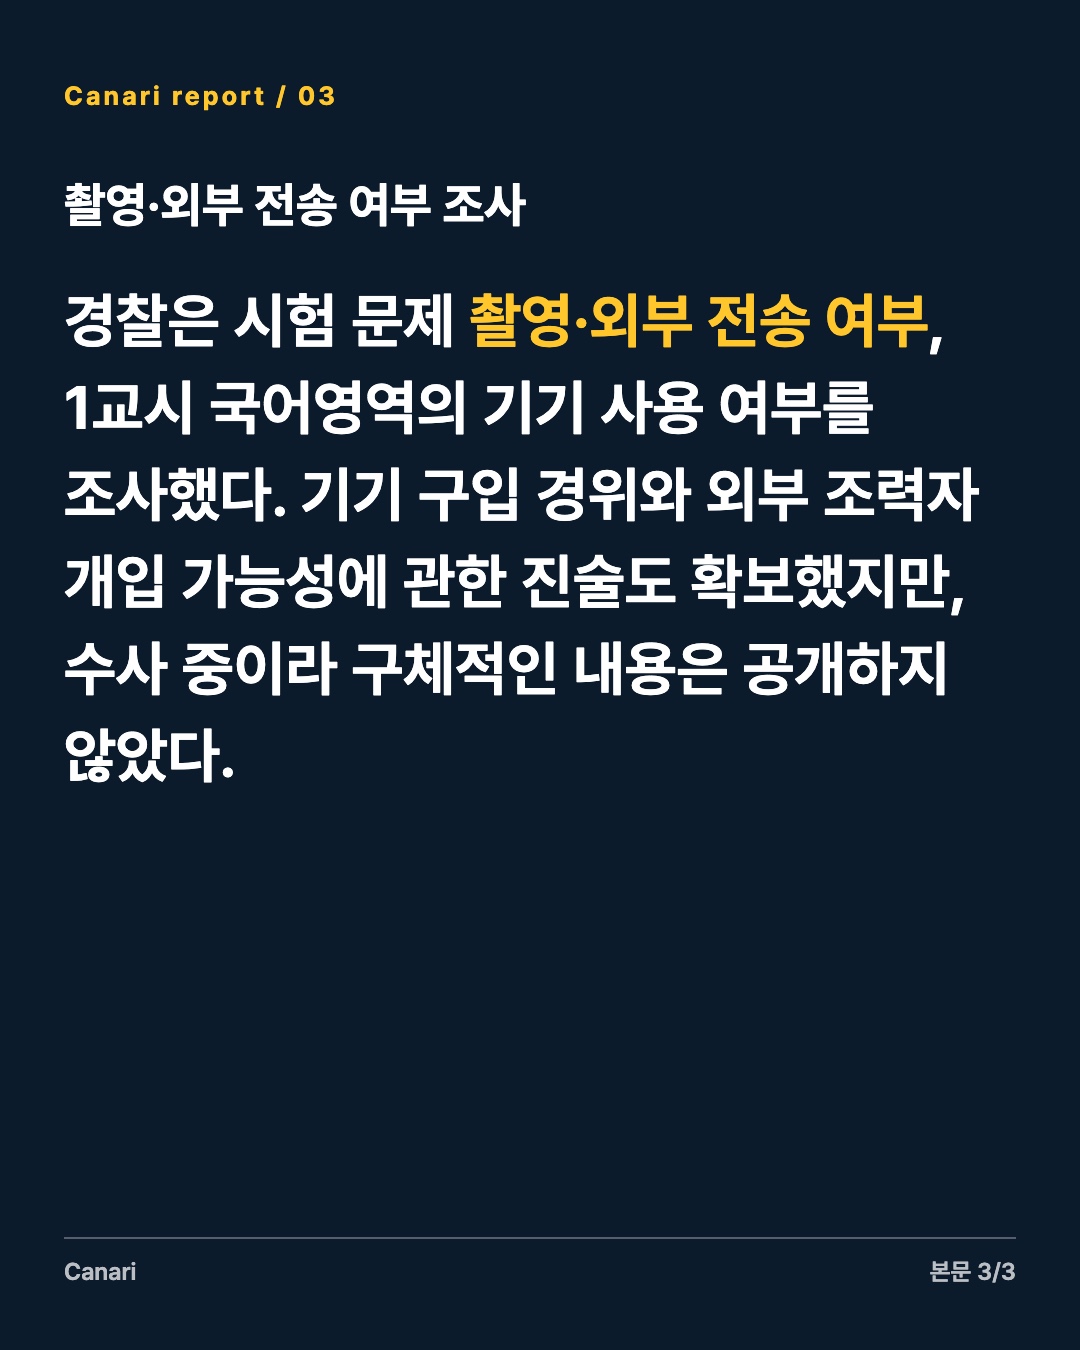 Canari report / 03
촬영·외부 전송 여부 조사
경찰은 시험 문제 촬영·외부 전송 여부,
1교시 국어영역의 기기 사용 여부를
조사했다. 기기 구입 경위와 외부 조력자
개입 가능성에 관한 진술도 확보했지만,
수사 중이라 구체적인 내용은 공개하지
않았다.
Canari
본문 3/3